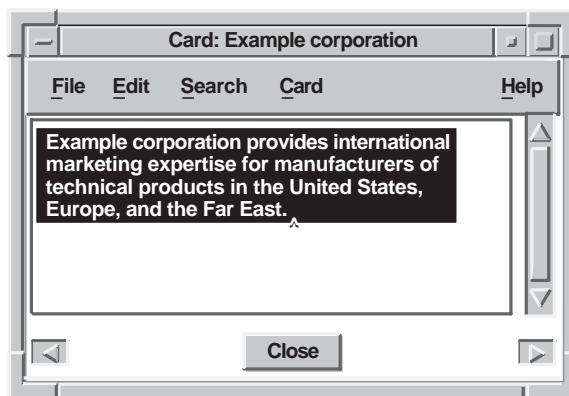 Card: Example corporation
File Edit Search Card Help
Example corporation provides international
marketing expertise for manufacturers of
technical products in the United States,
Europe, and the Far East.
Close